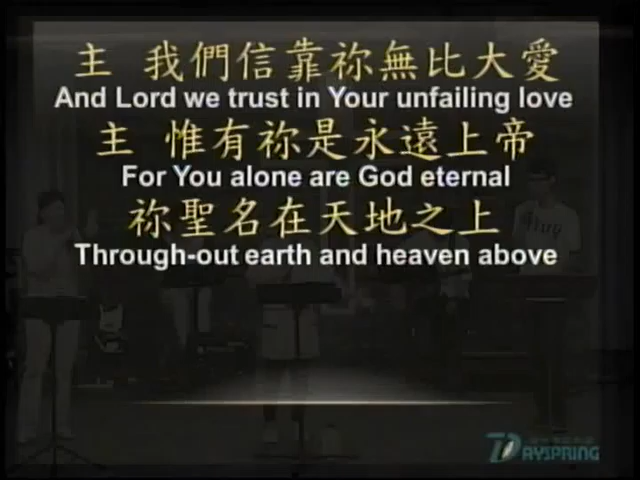 主 我們信靠祢無比大愛
And Lord we trust in Your unfailing love
主 惟有祢是永遠上帝
For You alone are God eternal
祢聖名在天地之上
Through-out earth and heaven above
DAYSPRING